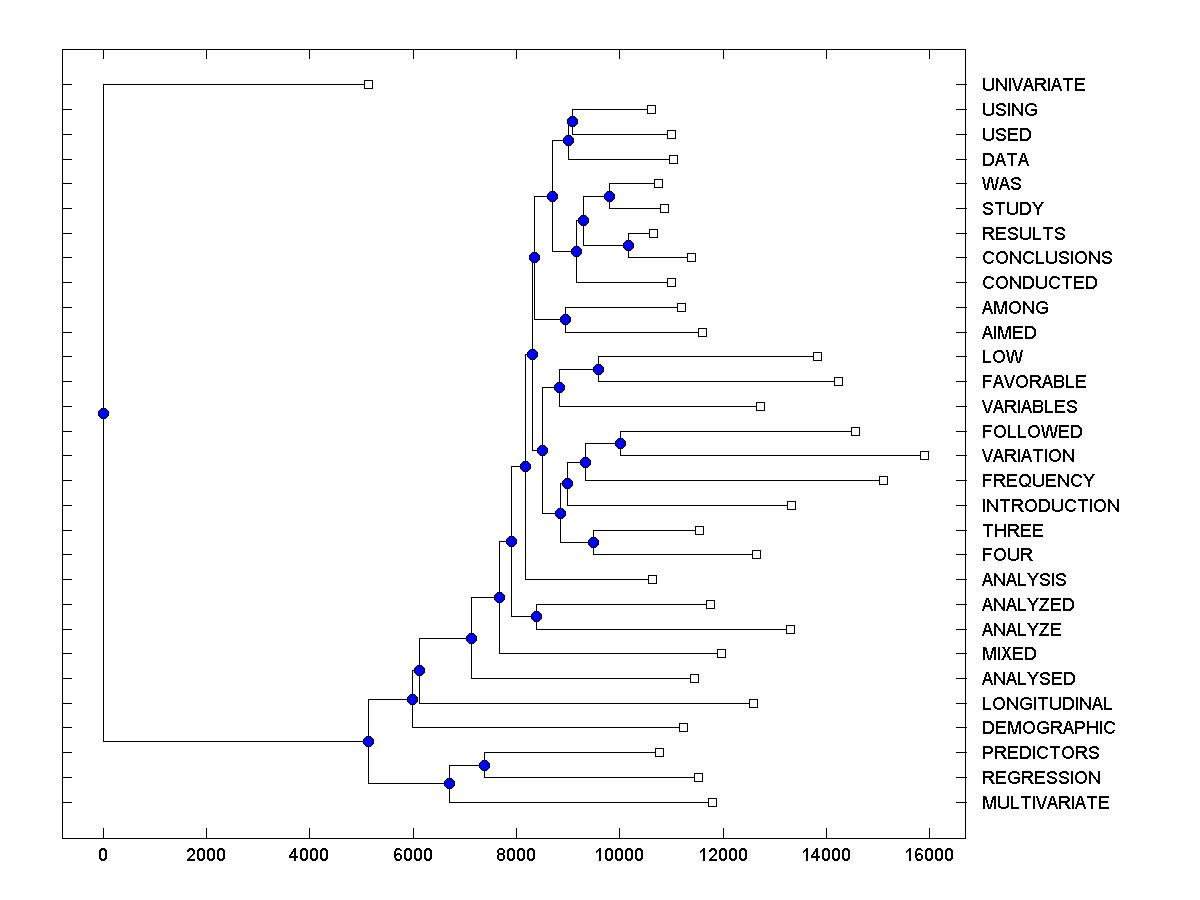 UNIVARIATE
USING
USED
DATA
WAS
STUDY
RESULTS
CONCLUSIONS
CONDUCTED
AMONG
AIMED
LOW
FAVORABLE
VARIABLES
FOLLOWED
VARIATION
FREQUENCY
INTRODUCTION
THREE
FOUR
ANALYSIS
ANALYZED
ANALYZE
MIXED
ANALYSED
LONGITUDINAL
DEMOGRAPHIC
PREDICTORS
REGRESSION
MULTIVARIATE
0 2000 4000 6000 8000 10000 12000 14000 16000